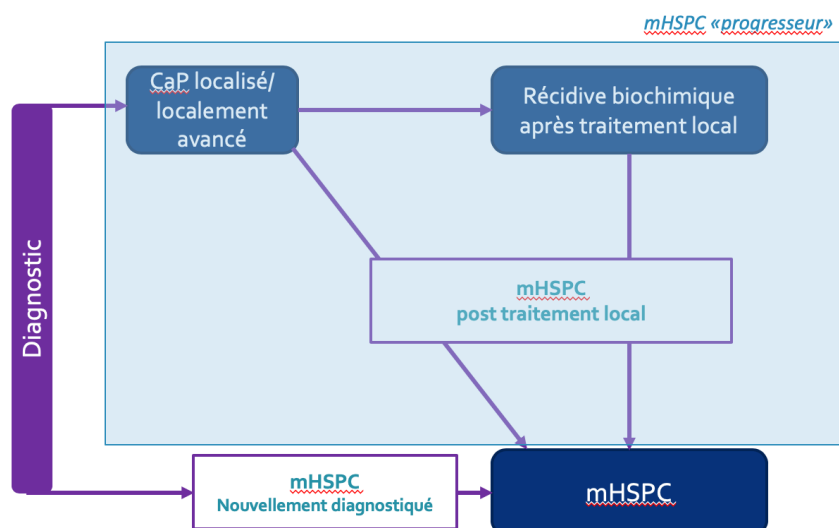 mHSPC «progresseur»
CaP localisé/
localement
avancé
Récidive biochimique
après traitement local
Diagnostic
mHSPC
post traitement local
mHSPC
Nouvellement diagnostiqué
mHSPC